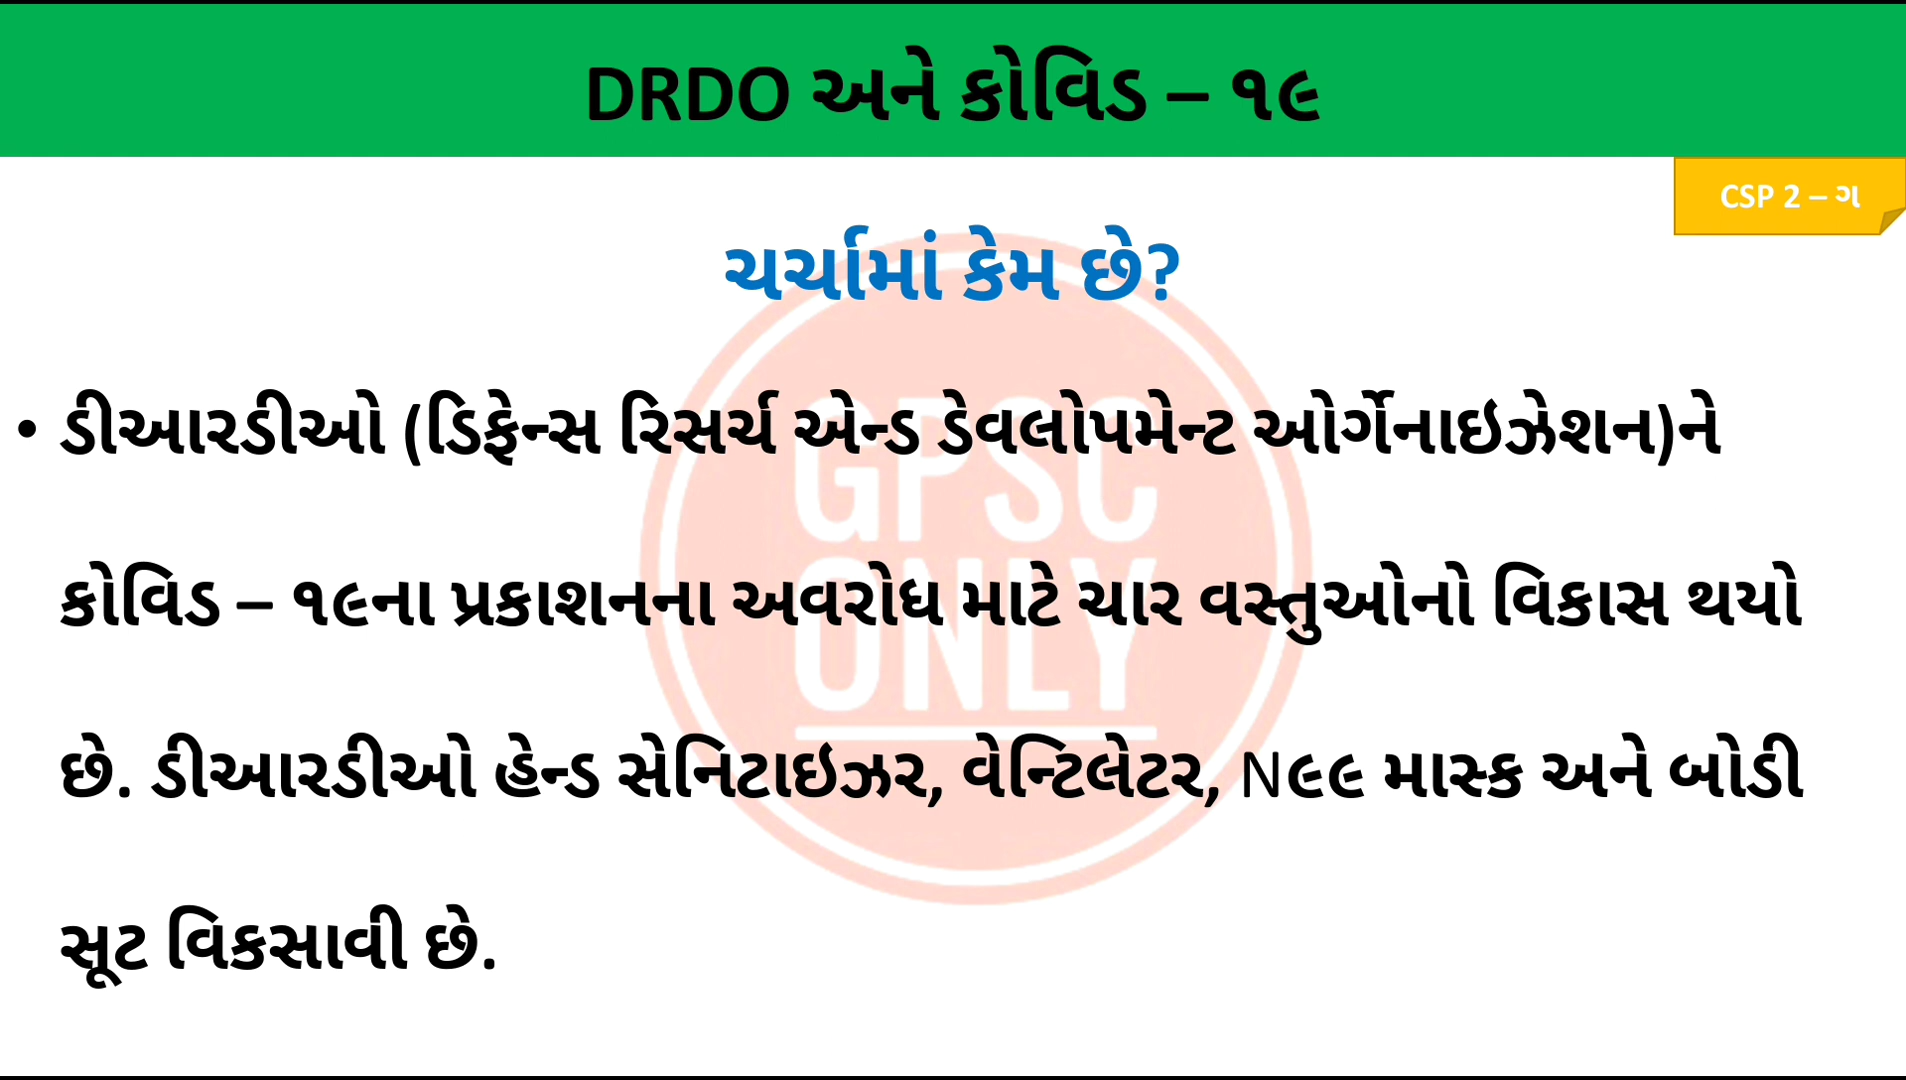 DRDO અને કોવિડ – ૧૯
CSP 2 – ગ
ચર્ચામાં કેમ છે?
• ડીઆરડીઓ (ડિફેન્સ રિસર્ચ એન્ડ ડેવલોપમેન્ટ ઓર્ગેનાઇઝેશન)ને
કોવિડ – ૧૯ના પ્રકાશનના અવરોધ માટે ચાર વસ્તુઓનો વિકાસ થયો
છે. ડીઆરડીઓ હેન્ડ સેનિટાઇઝર, વેન્ટિલેટર, N૯૯ માસ્ક અને બોડી
સૂટ વિકસાવી છે.
GPSC
ONLY